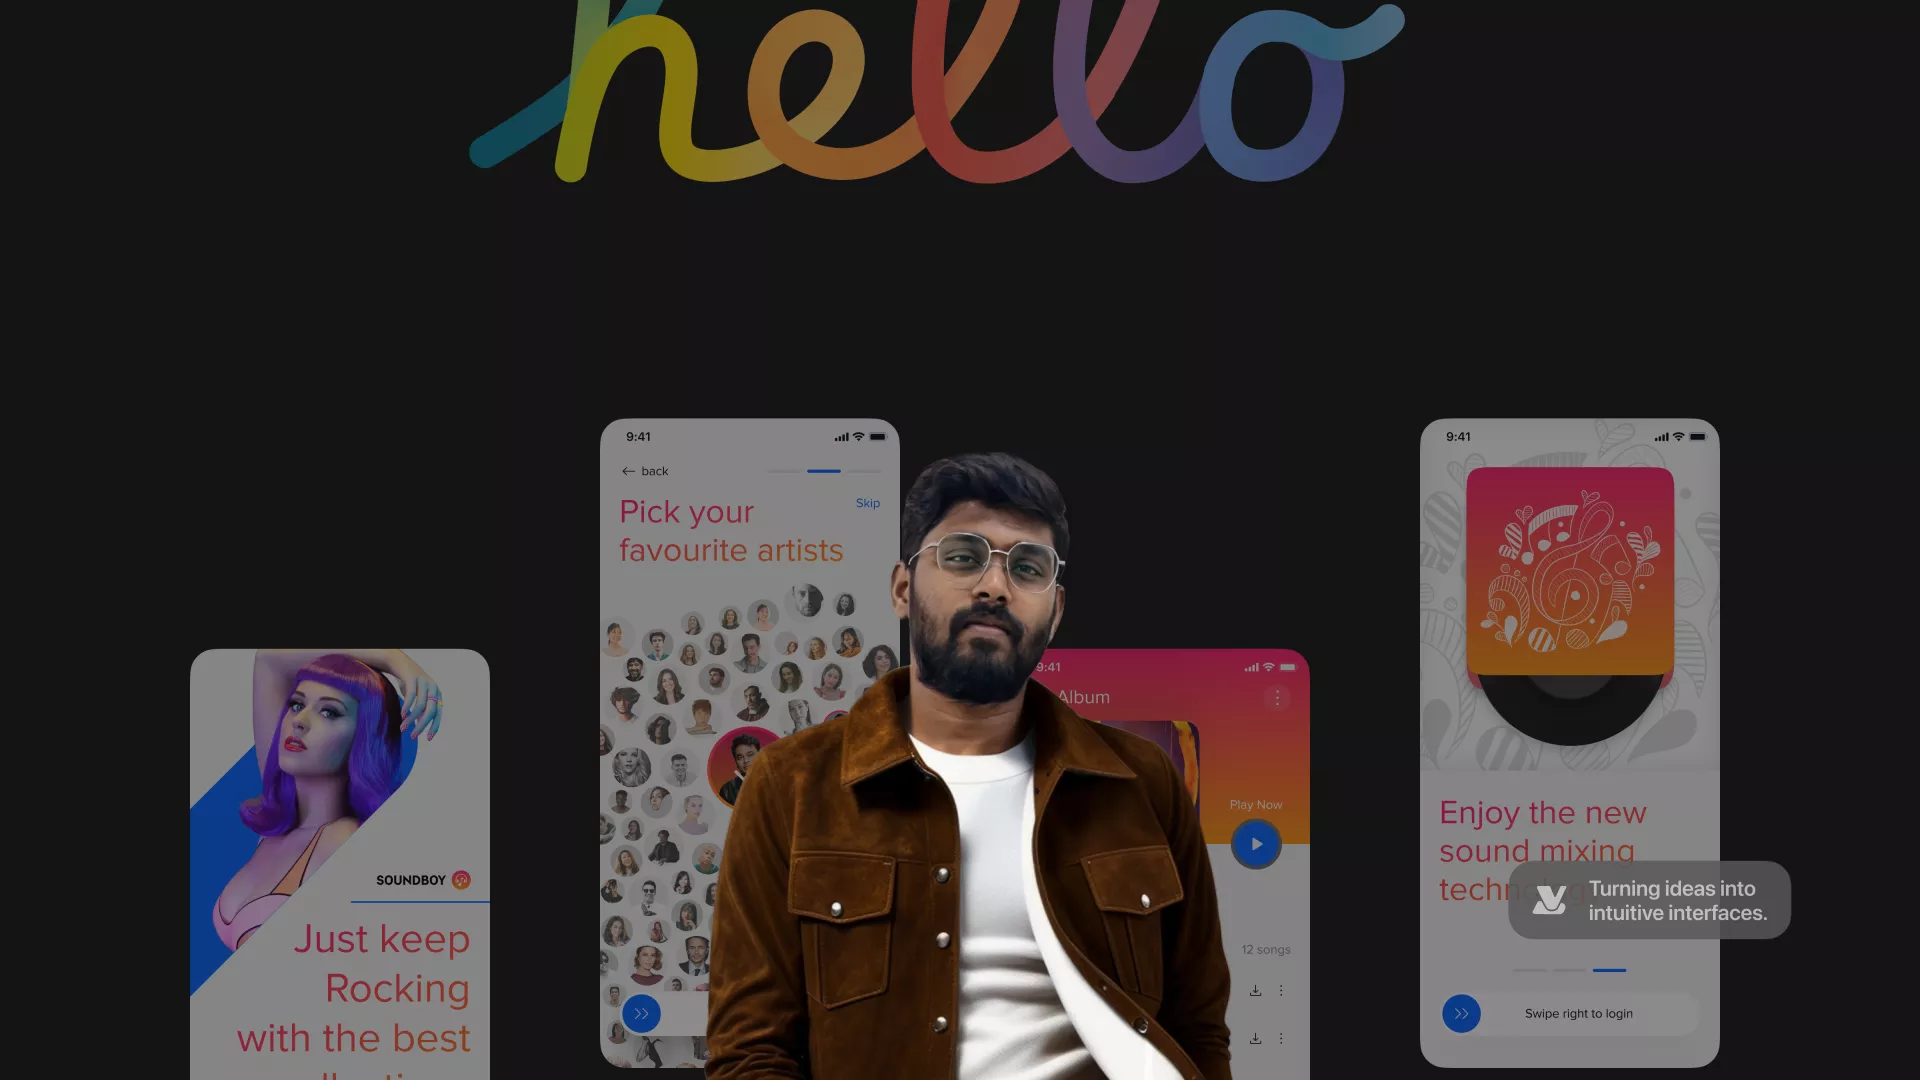 hello
9:41
back
Skip
Pick your
favourite artists
9:41
Album
Play Now
12 songs
SOUNDBOY
Just keep
Rocking
with the best
9:41
Enjoy the new
sound mixing
Turning ideas into
intuitive interfaces.
Swipe right to login